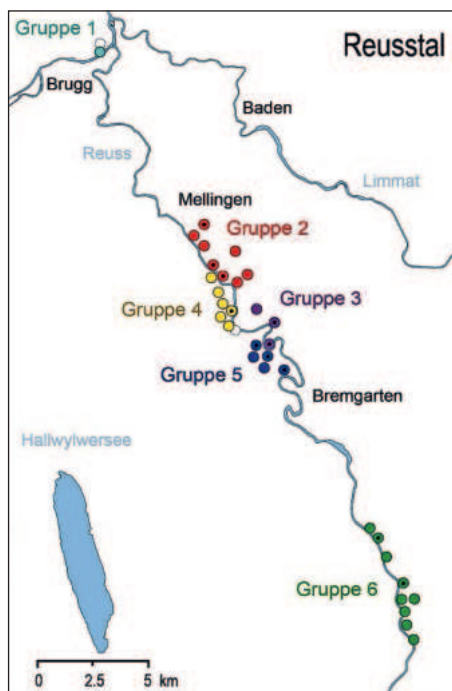 Gruppe 1
Reusstal
Brugg
Baden
Reuss
Limmat
Mellingen
Gruppe 2
Gruppe 3
Gruppe 4
Gruppe 5
Bremgarten
Hallwylwersee
Gruppe 6
0 2.5 5 km